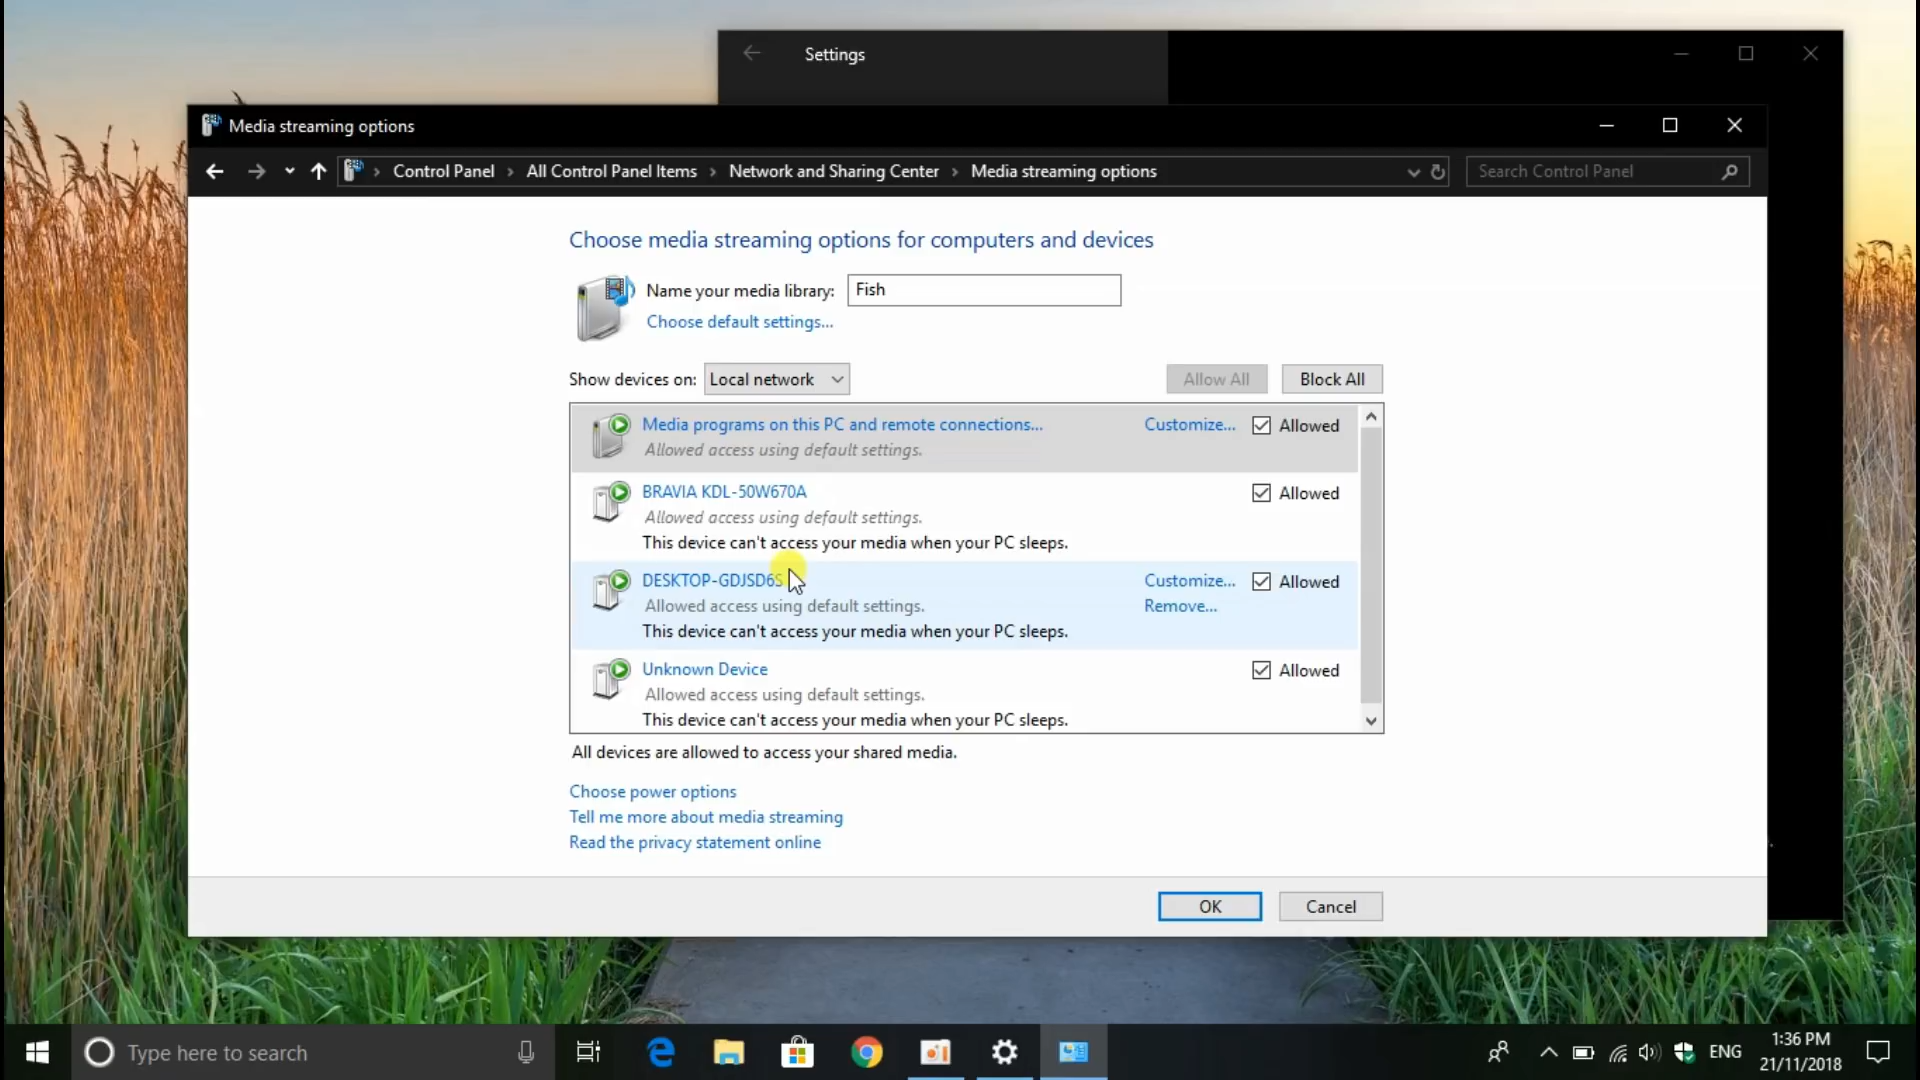 Settings
Media streaming options
Control Panel > All Control Panel Items > Network and Sharing Center > Media streaming options
Search Control Panel
Choose media streaming options for computers and devices
Name your media library: Fish
Choose default settings...
Show devices on: Local network
Allow All Block All
Media programs on this PC and remote connections... Customize... Allowed
Allowed access using default settings.
BRAVIA KDL-50W670A Allowed
Allowed access using default settings.
This device can't access your media when your PC sleeps.
DESKTOP-GDJSD6S Customize... Allowed
Allowed access using default settings. Remove...
This device can't access your media when your PC sleeps.
Unknown Device Allowed
Allowed access using default settings.
This device can't access your media when your PC sleeps.
All devices are allowed to access your shared media.
Choose power options
Tell me more about media streaming
Read the privacy statement online
OK Cancel
Type here to search
ENG
1:36 PM
21/11/2018